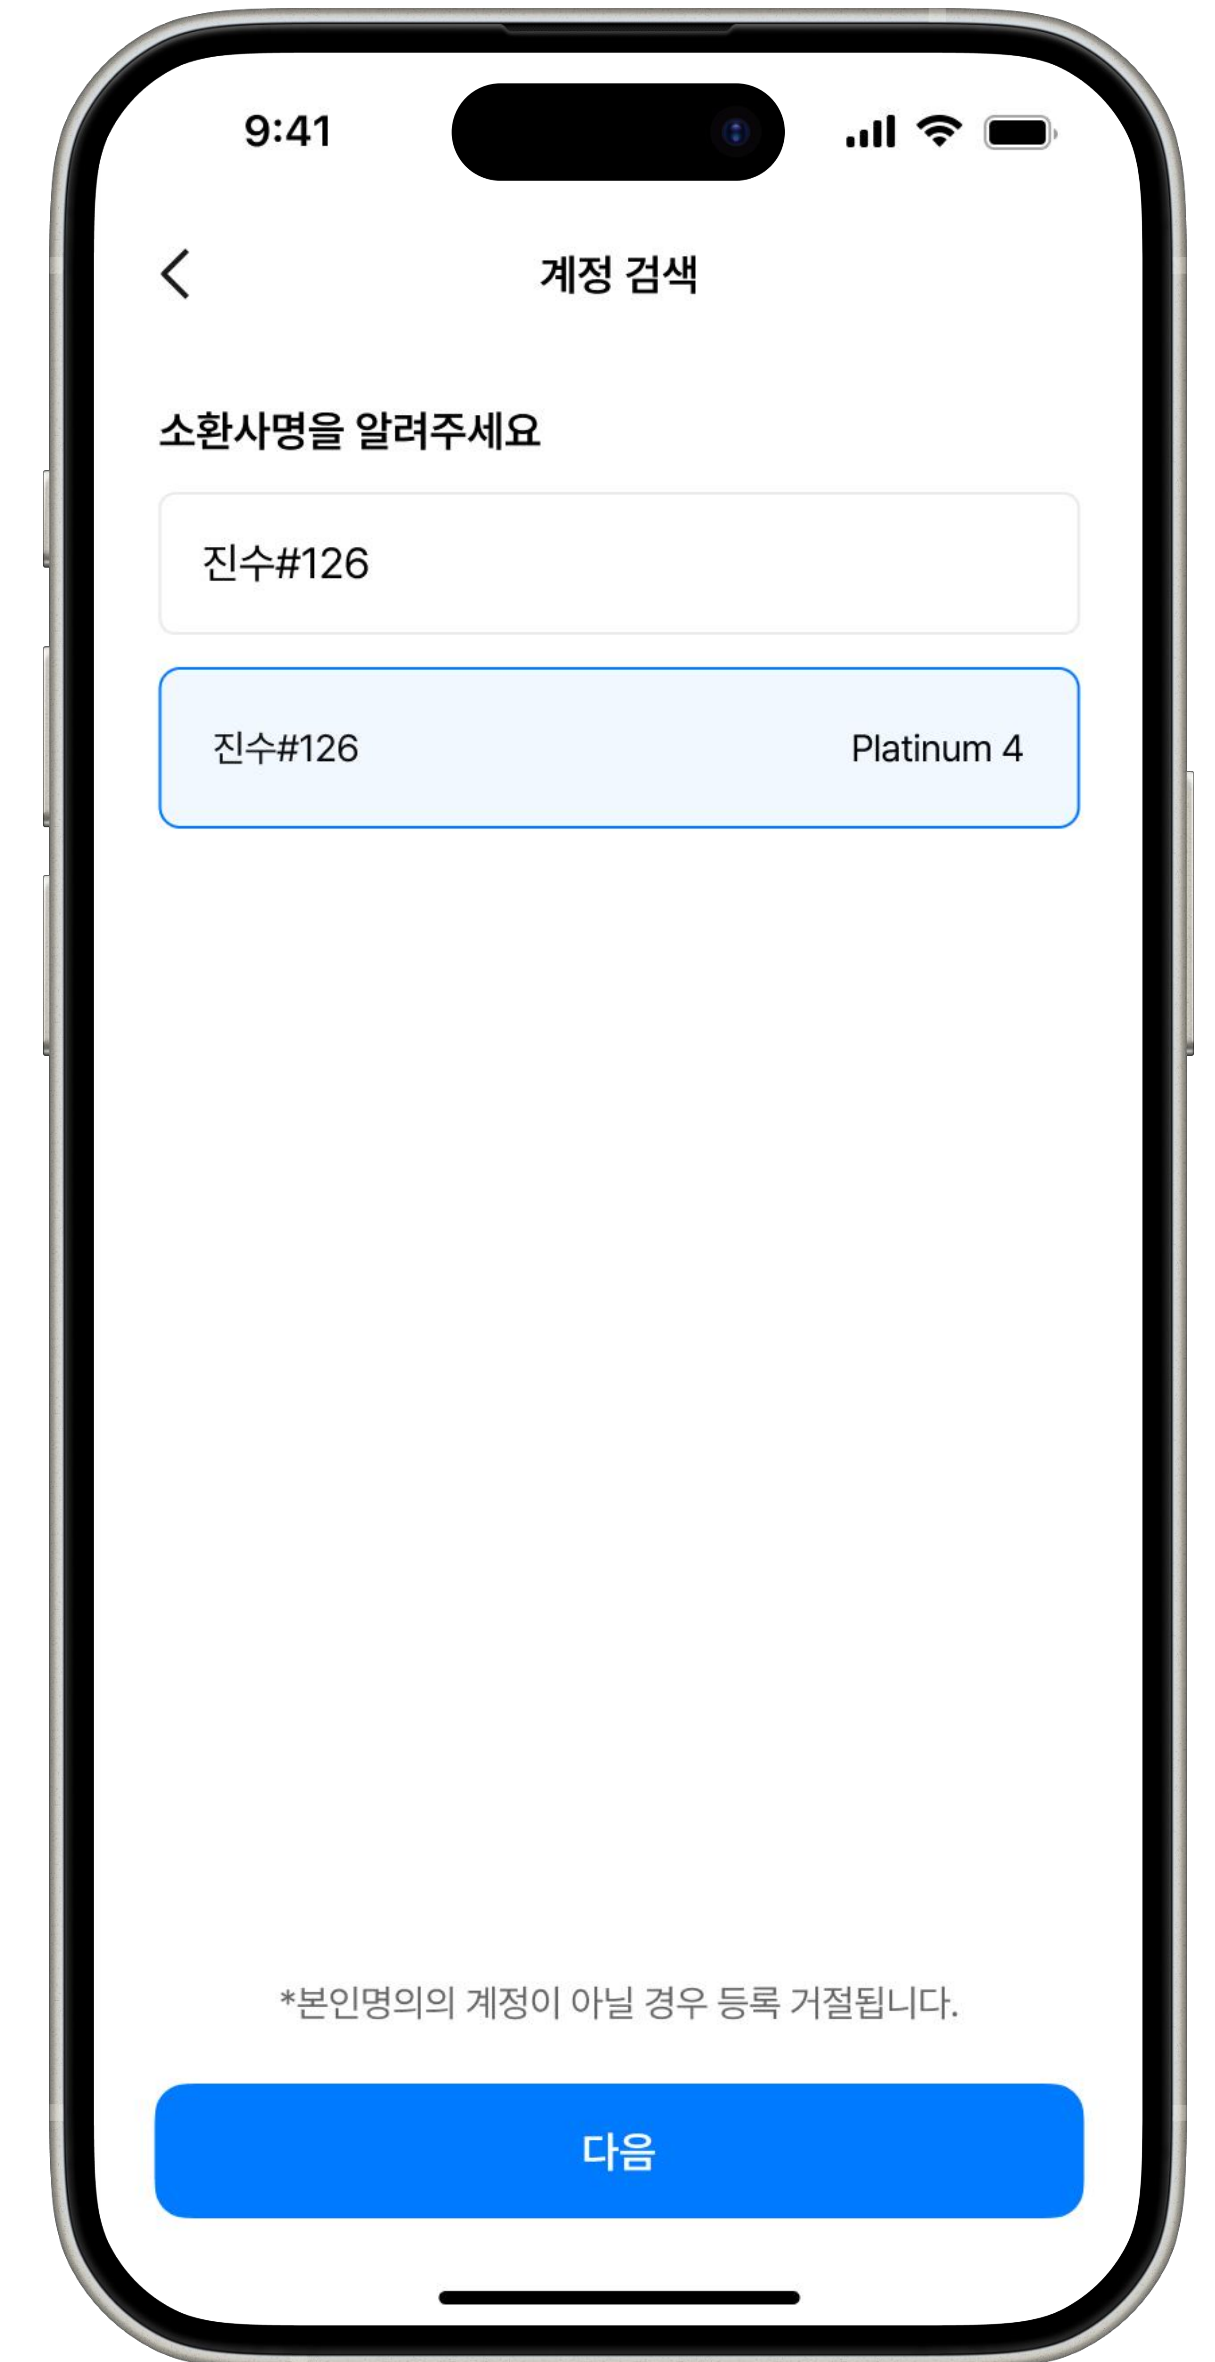 9:41
계정 검색
소환사명을 알려주세요
진수#126
진수#126 Platinum 4
*본인명의의 계정이 아닐 경우 등록 거절됩니다.
다음